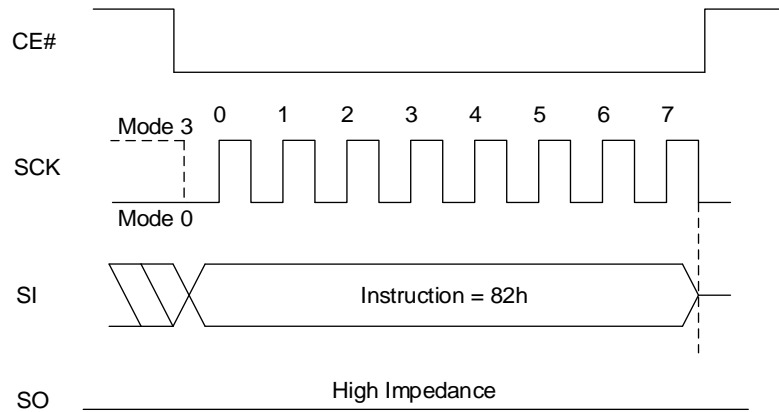 CE#
0 1 2 3 4 5 6 7
Mode 3
SCK
Mode 0
SI
Instruction = 82h
High Impedance
SO